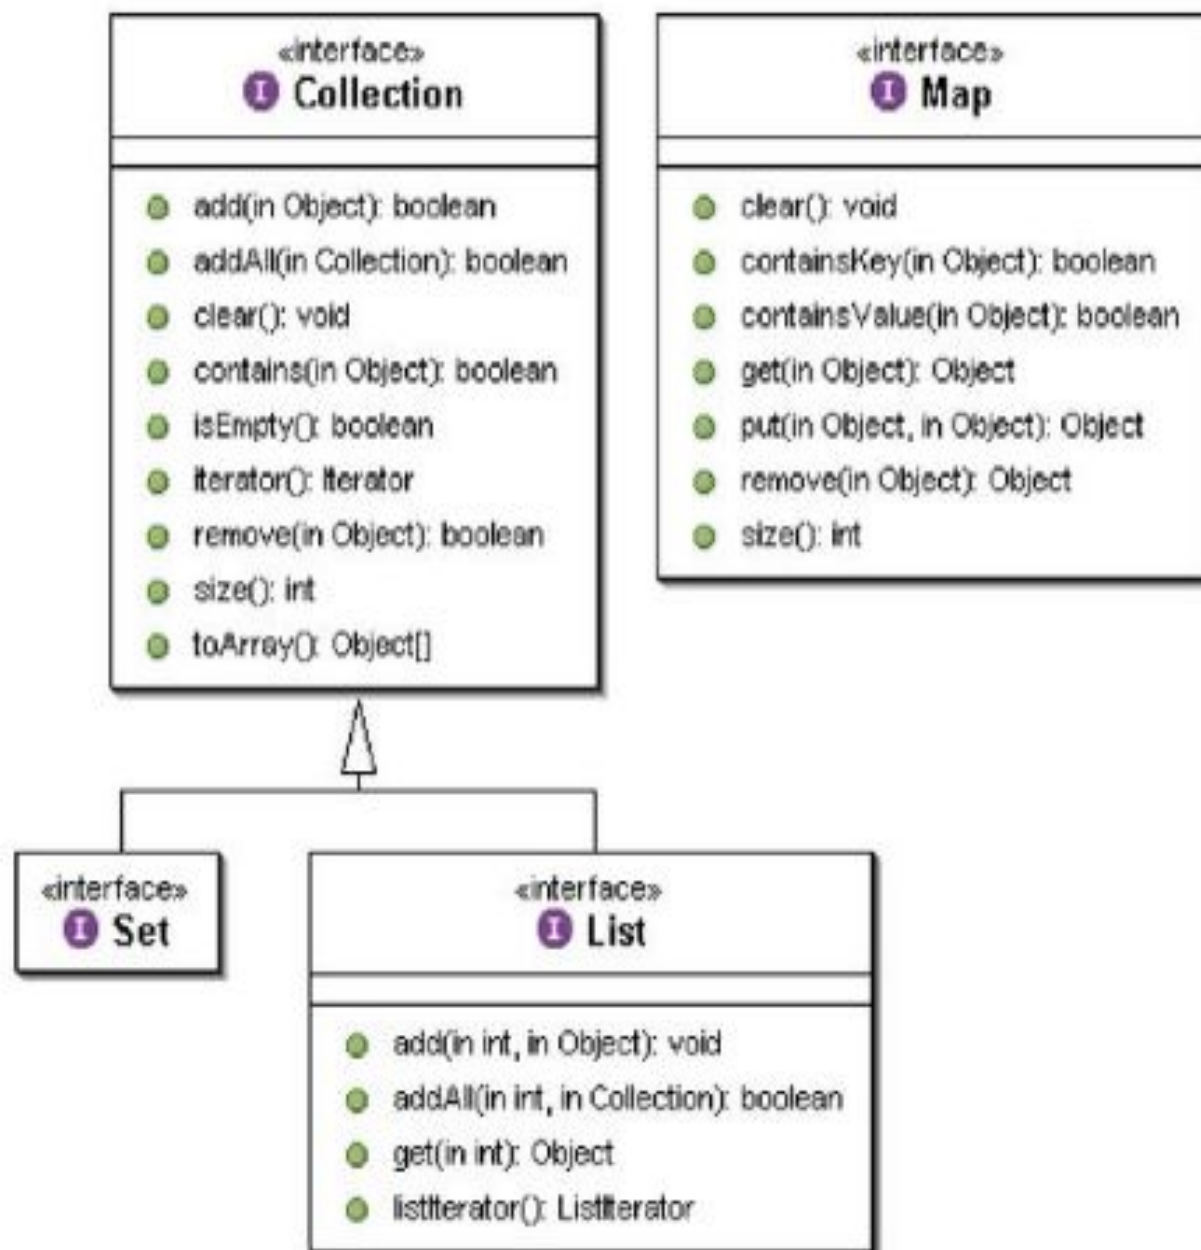 «interface»
I Collection
add(in Object): boolean
addAll(in Collection): boolean
clear(): void
contains(in Object): boolean
isEmpty(): boolean
iterator(): Iterator
remove(in Object): boolean
size(): int
toArray(): Object[]
«interface»
I Map
clear(): void
containsKey(in Object): boolean
containsValue(in Object): boolean
get(in Object): Object
put(in Object, in Object): Object
remove(in Object): Object
size(): int
«interface»
I Set
«interface»
I List
add(in int, in Object): void
addAll(in int, in Collection): boolean
get(in int): Object
listIterator(): ListIterator